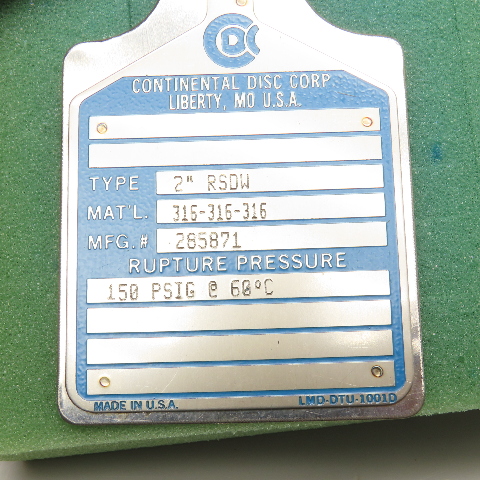 CDC
CONTINENTAL DISC CORP.
LIBERTY, MO U.S.A.
TYPE 2" RSDW
MAT'L. 316-316-316
MFG.# 285871
RUPTURE PRESSURE
150 PSIG @ 60°C
MADE IN U.S.A. LMD-DTU-1001D